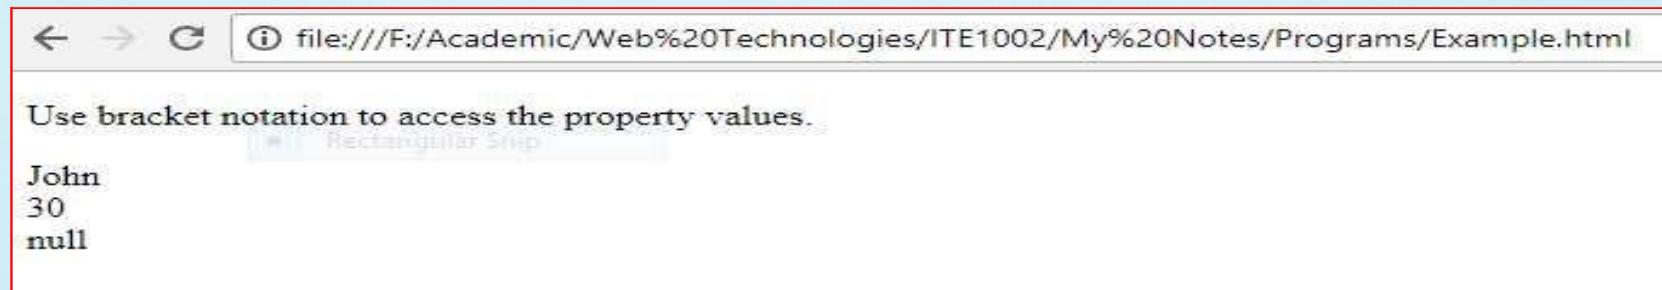 file:///F:/Academic/Web%20Technologies/ITE1002/My%20Notes/Programs/Example.html
Use bracket notation to access the property values.
Rectangular Snip
John
30
null